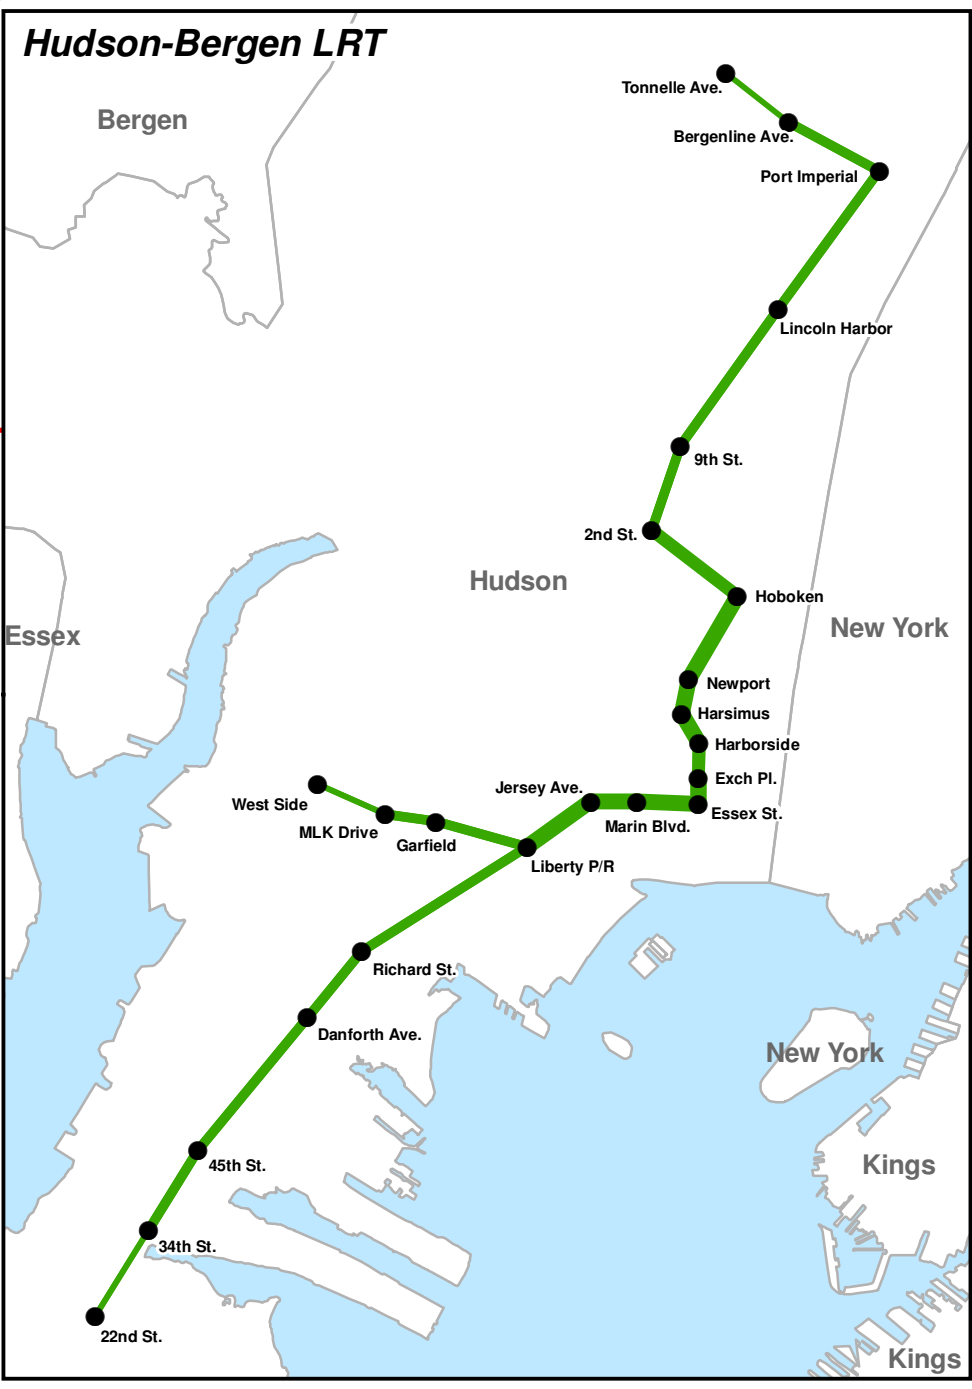 Hudson-Bergen LRT
Tonnelle Ave.
Bergen
Bergenline Ave.
Port Imperial
Lincoln Harbor
9th St.
2nd St.
Hudson
Hoboken
New York
Essex
Newport
Harsimus
Harborside
Exch Pl.
Jersey Ave.
West Side
Essex St.
Marin Blvd.
MLK Drive
Garfield
Liberty P/R
Richard St.
Danforth Ave.
New York
45th St.
Kings
34th St.
22nd St.
Kings